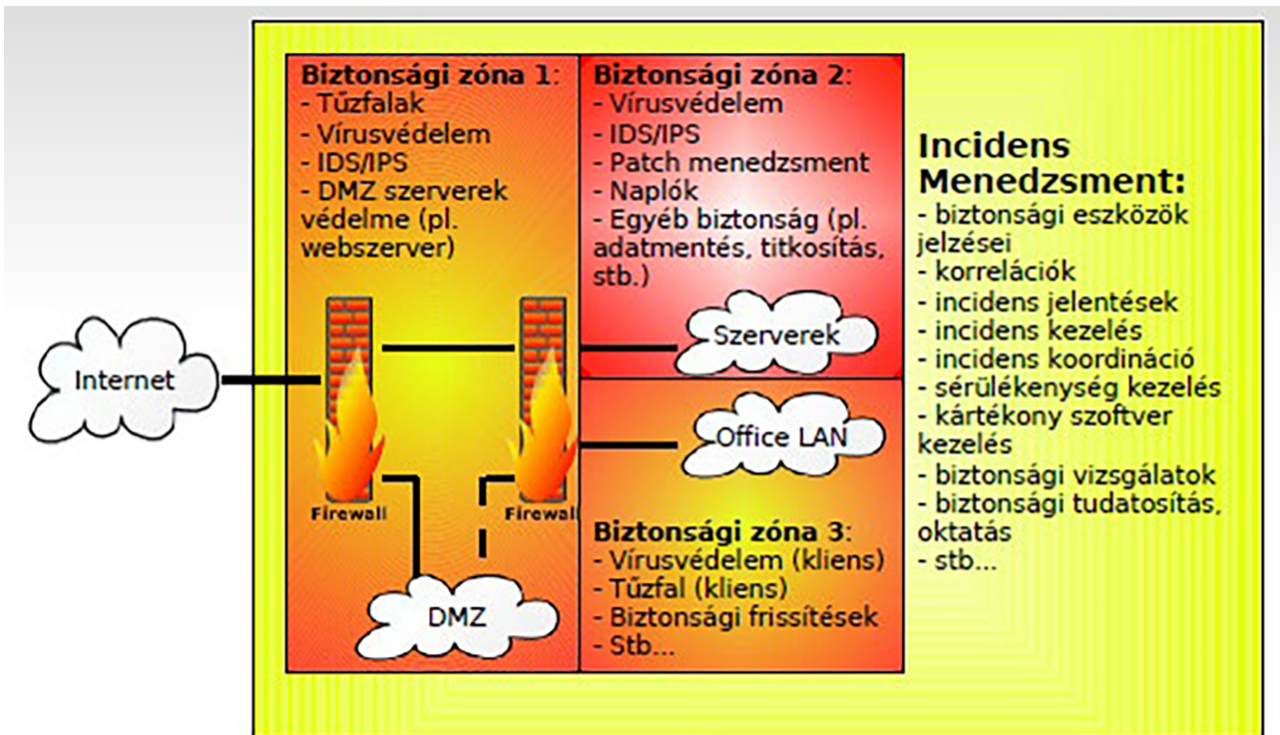 Biztonsági zóna 1:
- Tűzfalak
- Vírusvédelem
- IDS/IPS
- DMZ szerverek
védelme (pl.
webszerver)
Biztonsági zóna 2:
- Vírusvédelem
- IDS/IPS
- Patch menedzsment
- Naplók
- Egyéb biztonság (pl.
adatmentés, titkosítás,
stb.)
Incidens
Menedzsment:
- biztonsági eszközök
jelzései
- korrelációk
- incidens jelentések
- incidens kezelés
- incidens koordináció
- sérülékenység kezelés
- kártékony szoftver
kezelés
- biztonsági vizsgálatok
- biztonsági tudatosítás,
oktatás
- stb...
Internet
Szerverek
Office LAN
Firewall
Firewall
DMZ
Biztonsági zóna 3:
- Vírusvédelem (kliens)
- Tűzfal (kliens)
- Biztonsági frissítések
- Stb...